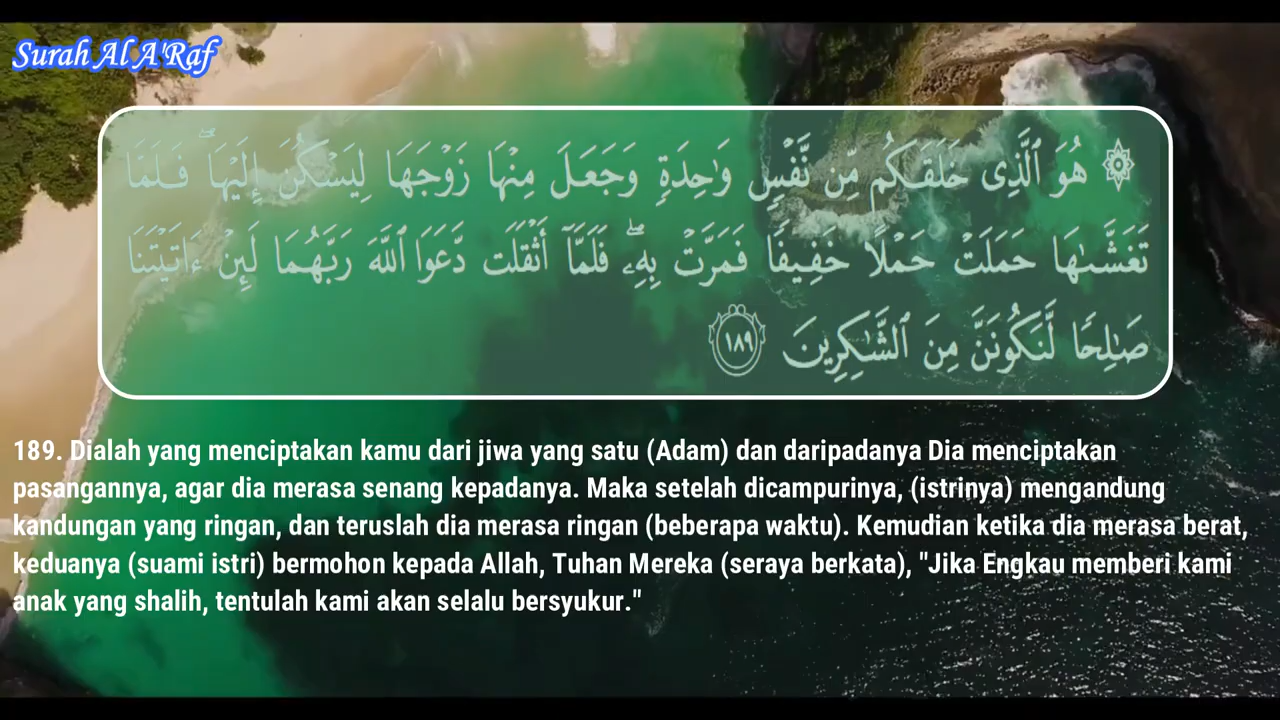 Surah Al A'Raf
۞ هُوَ ٱلَّذِى خَلَقَكُم مِّن نَّفْسٍ وَٰحِدَةٍ وَجَعَلَ مِنْهَا زَوْجَهَا لِيَسْكُنَ إِلَيْهَا ۖ فَلَمَّا
تَغَشَّىٰهَا حَمَلَتْ حَمْلًا خَفِيفًا فَمَرَّتْ بِهِۦ ۖ فَلَمَّآ أَثْقَلَت دَّعَوَا ٱللَّهَ رَبَّهُمَا لَئِنْ ءَاتَيْتَنَا
صَٰلِحًا لَّنَكُونَنَّ مِنَ ٱلشَّٰكِرِينَ ١٨٩
189. Dialah yang menciptakan kamu dari jiwa yang satu (Adam) dan daripadanya Dia menciptakan
pasangannya, agar dia merasa senang kepadanya. Maka setelah dicampurinya, (istrinya) mengandung
kandungan yang ringan, dan teruslah dia merasa ringan (beberapa waktu). Kemudian ketika dia merasa berat,
keduanya (suami istri) bermohon kepada Allah, Tuhan Mereka (seraya berkata), "Jika Engkau memberi kami
anak yang shalih, tentulah kami akan selalu bersyukur."